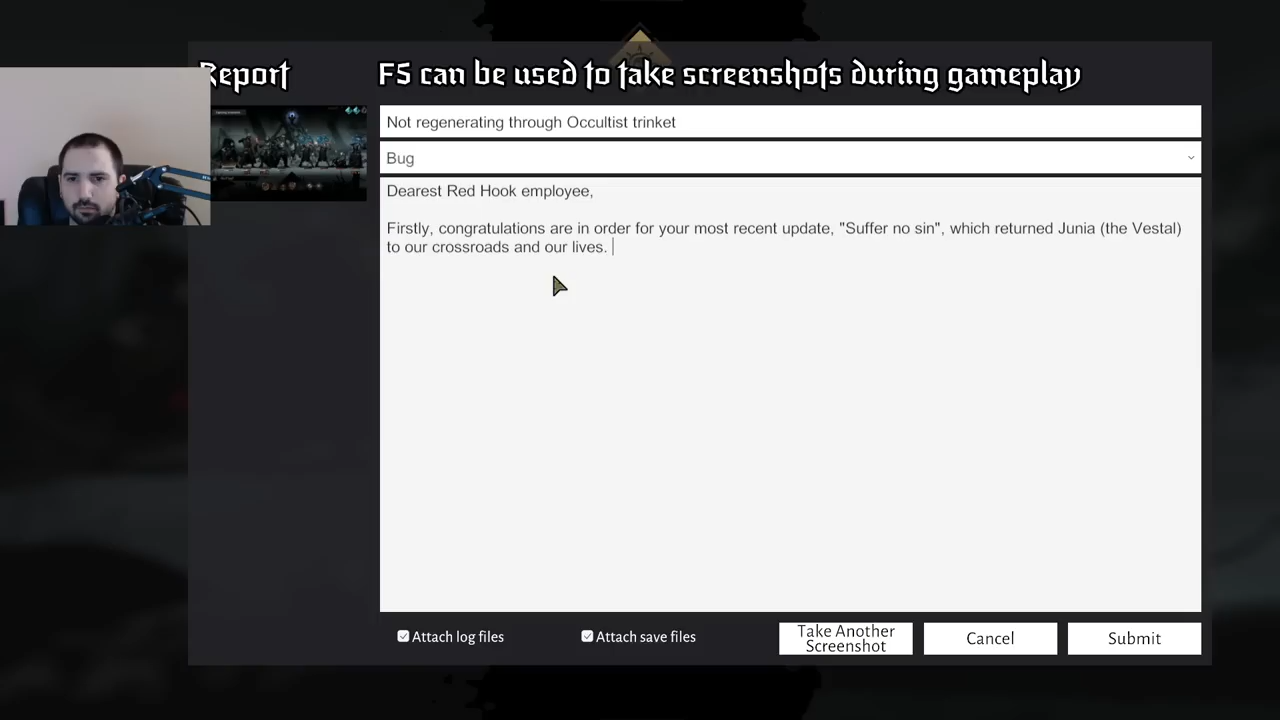 Report
F5 can be used to take screenshots during gameplay
Not regenerating through Occultist trinket
Bug
Dearest Red Hook employee,
Firstly, congratulations are in order for your most recent update, "Suffer no sin", which returned Junia (the Vestal)
to our crossroads and our lives.
Attach log files
Attach save files
Take Another
Screenshot
Cancel
Submit